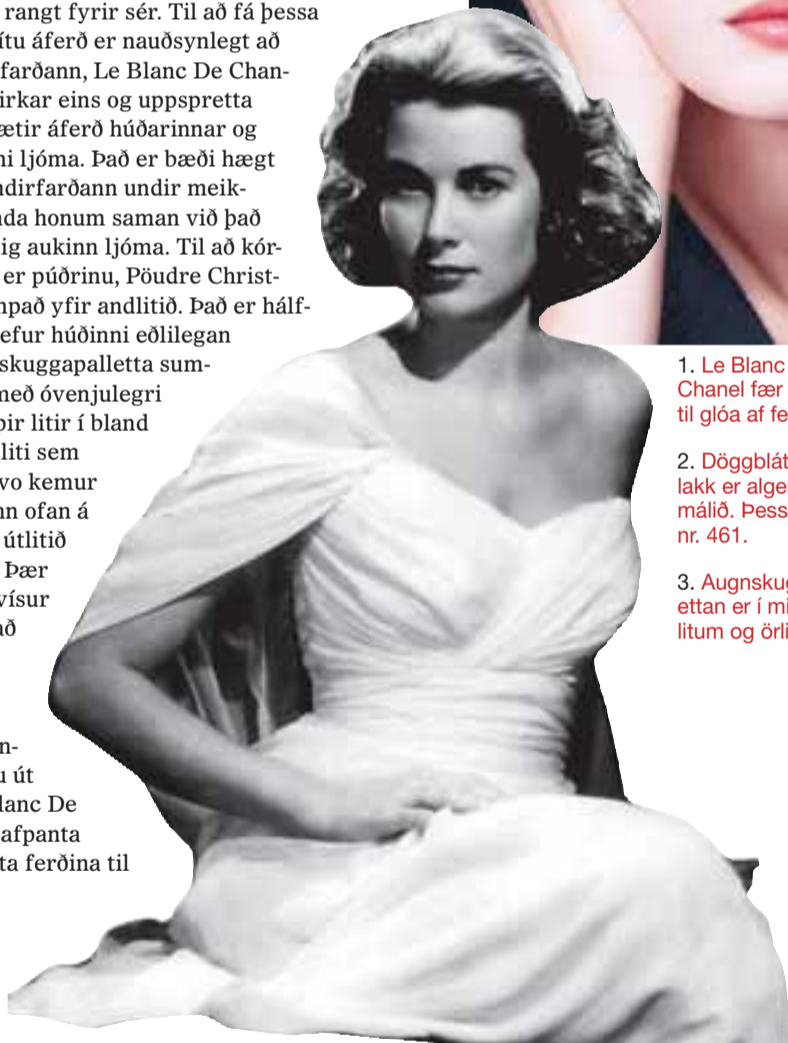 rangt fyrir sér. Til að fá þessa
ítu áferð er nauðsynlegt að
farðann, Le Blanc De Chan-
irkar eins og uppspretta
ætir áferð húðarinnar og
ni ljóma. Það er bæði hægt
ndirfarðann undir meik-
nda honum saman við það
ig aukinn ljóma. Til að kór-
er púðrinu, Pöudre Christ-
mpað yfir andlitið. Það er hálf-
efur húðinni eðlilegan
skuggapalletta sum-
með óvenjulegri
pir litir í bland
liti sem
vo kemur
nn ofan á
útlitið
Þær
vísur
að
n-
u út
lanc De
afpanta
ta ferðina til
1. Le Blanc
Chanel fær
til glóa af fe
2. Döggblát
lakk er alger
málið. Þess
nr. 461.
3. Augnskug
ettan er í mi
litum og örli